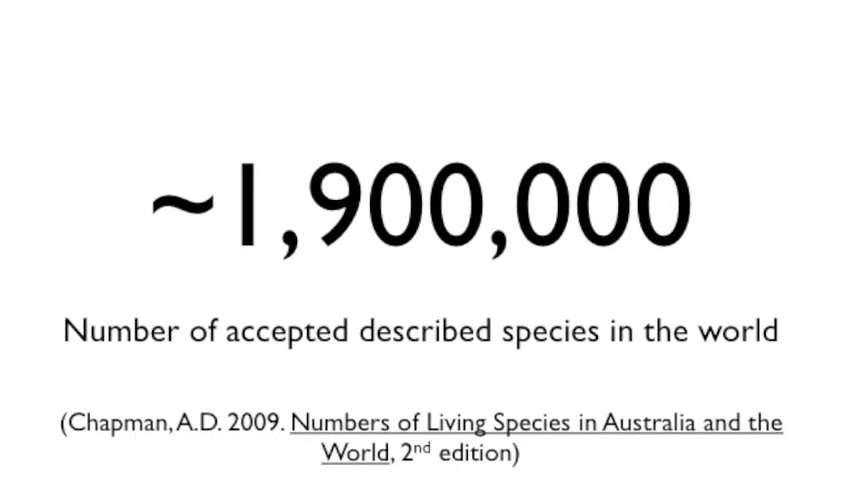 ~1,900,000
Number of accepted described species in the world
(Chapman, A.D. 2009. Numbers of Living Species in Australia and the
World, 2nd edition)